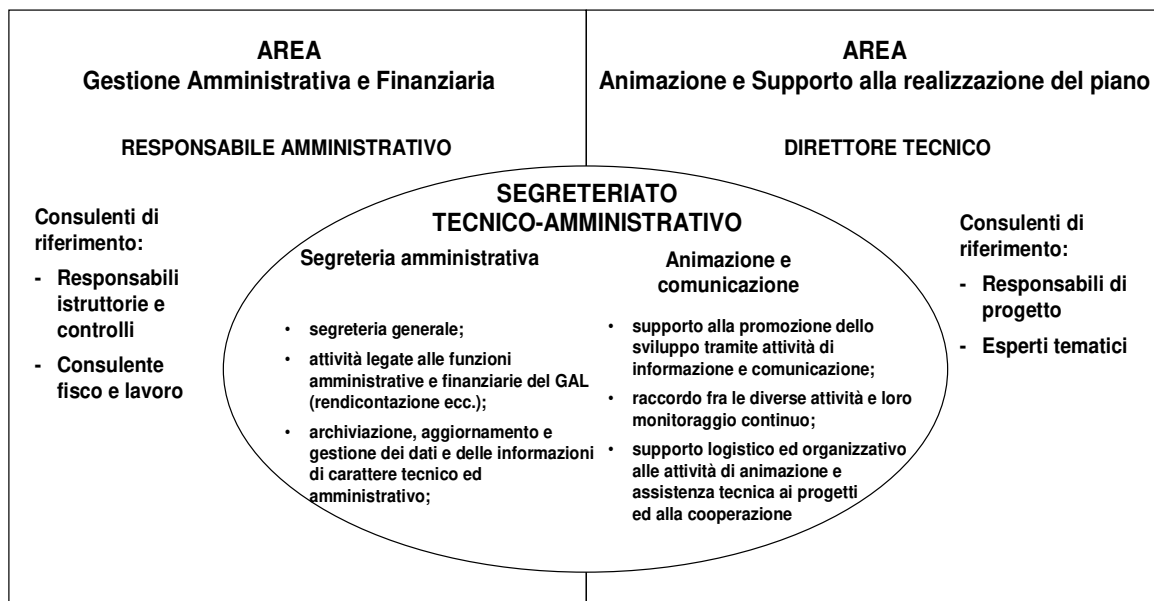 AREA
Gestione Amministrativa e Finanziaria
RESPONSABILE AMMINISTRATIVO
AREA
Animazione e Supporto alla realizzazione del piano
DIRETTORE TECNICO
Consulenti di
riferimento:
- Responsabili
istruttorie e
controlli
- Consulente
fisco e lavoro
SEGRETERIATO
TECNICO-AMMINISTRATIVO
Segreteria amministrativa
• segreteria generale;
• attività legate alle funzioni
amministrative e finanziarie del GAL
(rendicontazione ecc.);
• archiviazione, aggiornamento e
gestione dei dati e delle informazioni
di carattere tecnico ed
amministrativo;
Animazione e
comunicazione
• supporto alla promozione dello
sviluppo tramite attività di
informazione e comunicazione;
• raccordo fra le diverse attività e loro
monitoraggio continuo;
• supporto logistico ed organizzativo
alle attività di animazione e
assistenza tecnica ai progetti
ed alla cooperazione
Consulenti di
riferimento:
- Responsabili di
progetto
- Esperti tematici